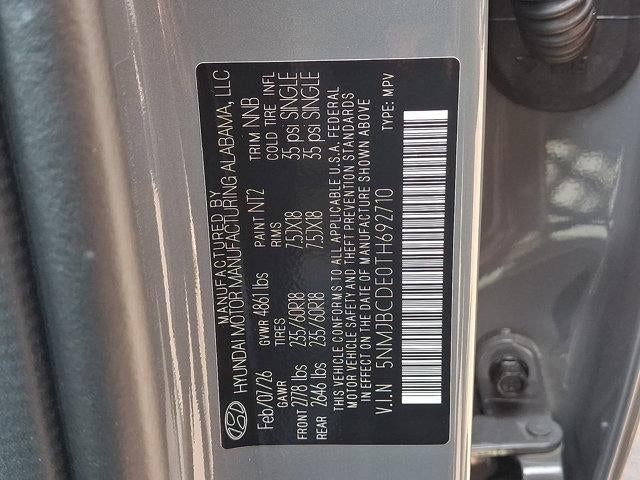 MANUFACTURED BY
HYUNDAI MOTOR MANUFACTURING ALABAMA, LLC
Feb/07/26 GVWR 4861 lbs PAINT NT2 TRIM NNB
GAWR TIRES RIMS COLD TIRE INFL
FRONT 2778 lbs 235/60R18 7.5JX18 35 psi SINGLE
REAR 2646 lbs 235/60R18 7.5JX18 35 psi SINGLE
THIS VEHICLE CONFORMS TO ALL APPLICABLE U.S.A. FEDERAL
MOTOR VEHICLE SAFETY AND THEFT PREVENTION STANDARDS
IN EFFECT ON THE DATE OF MANUFACTURE SHOWN ABOVE
V.I.N 5NMJBCDE0TH692710 TYPE: MPV